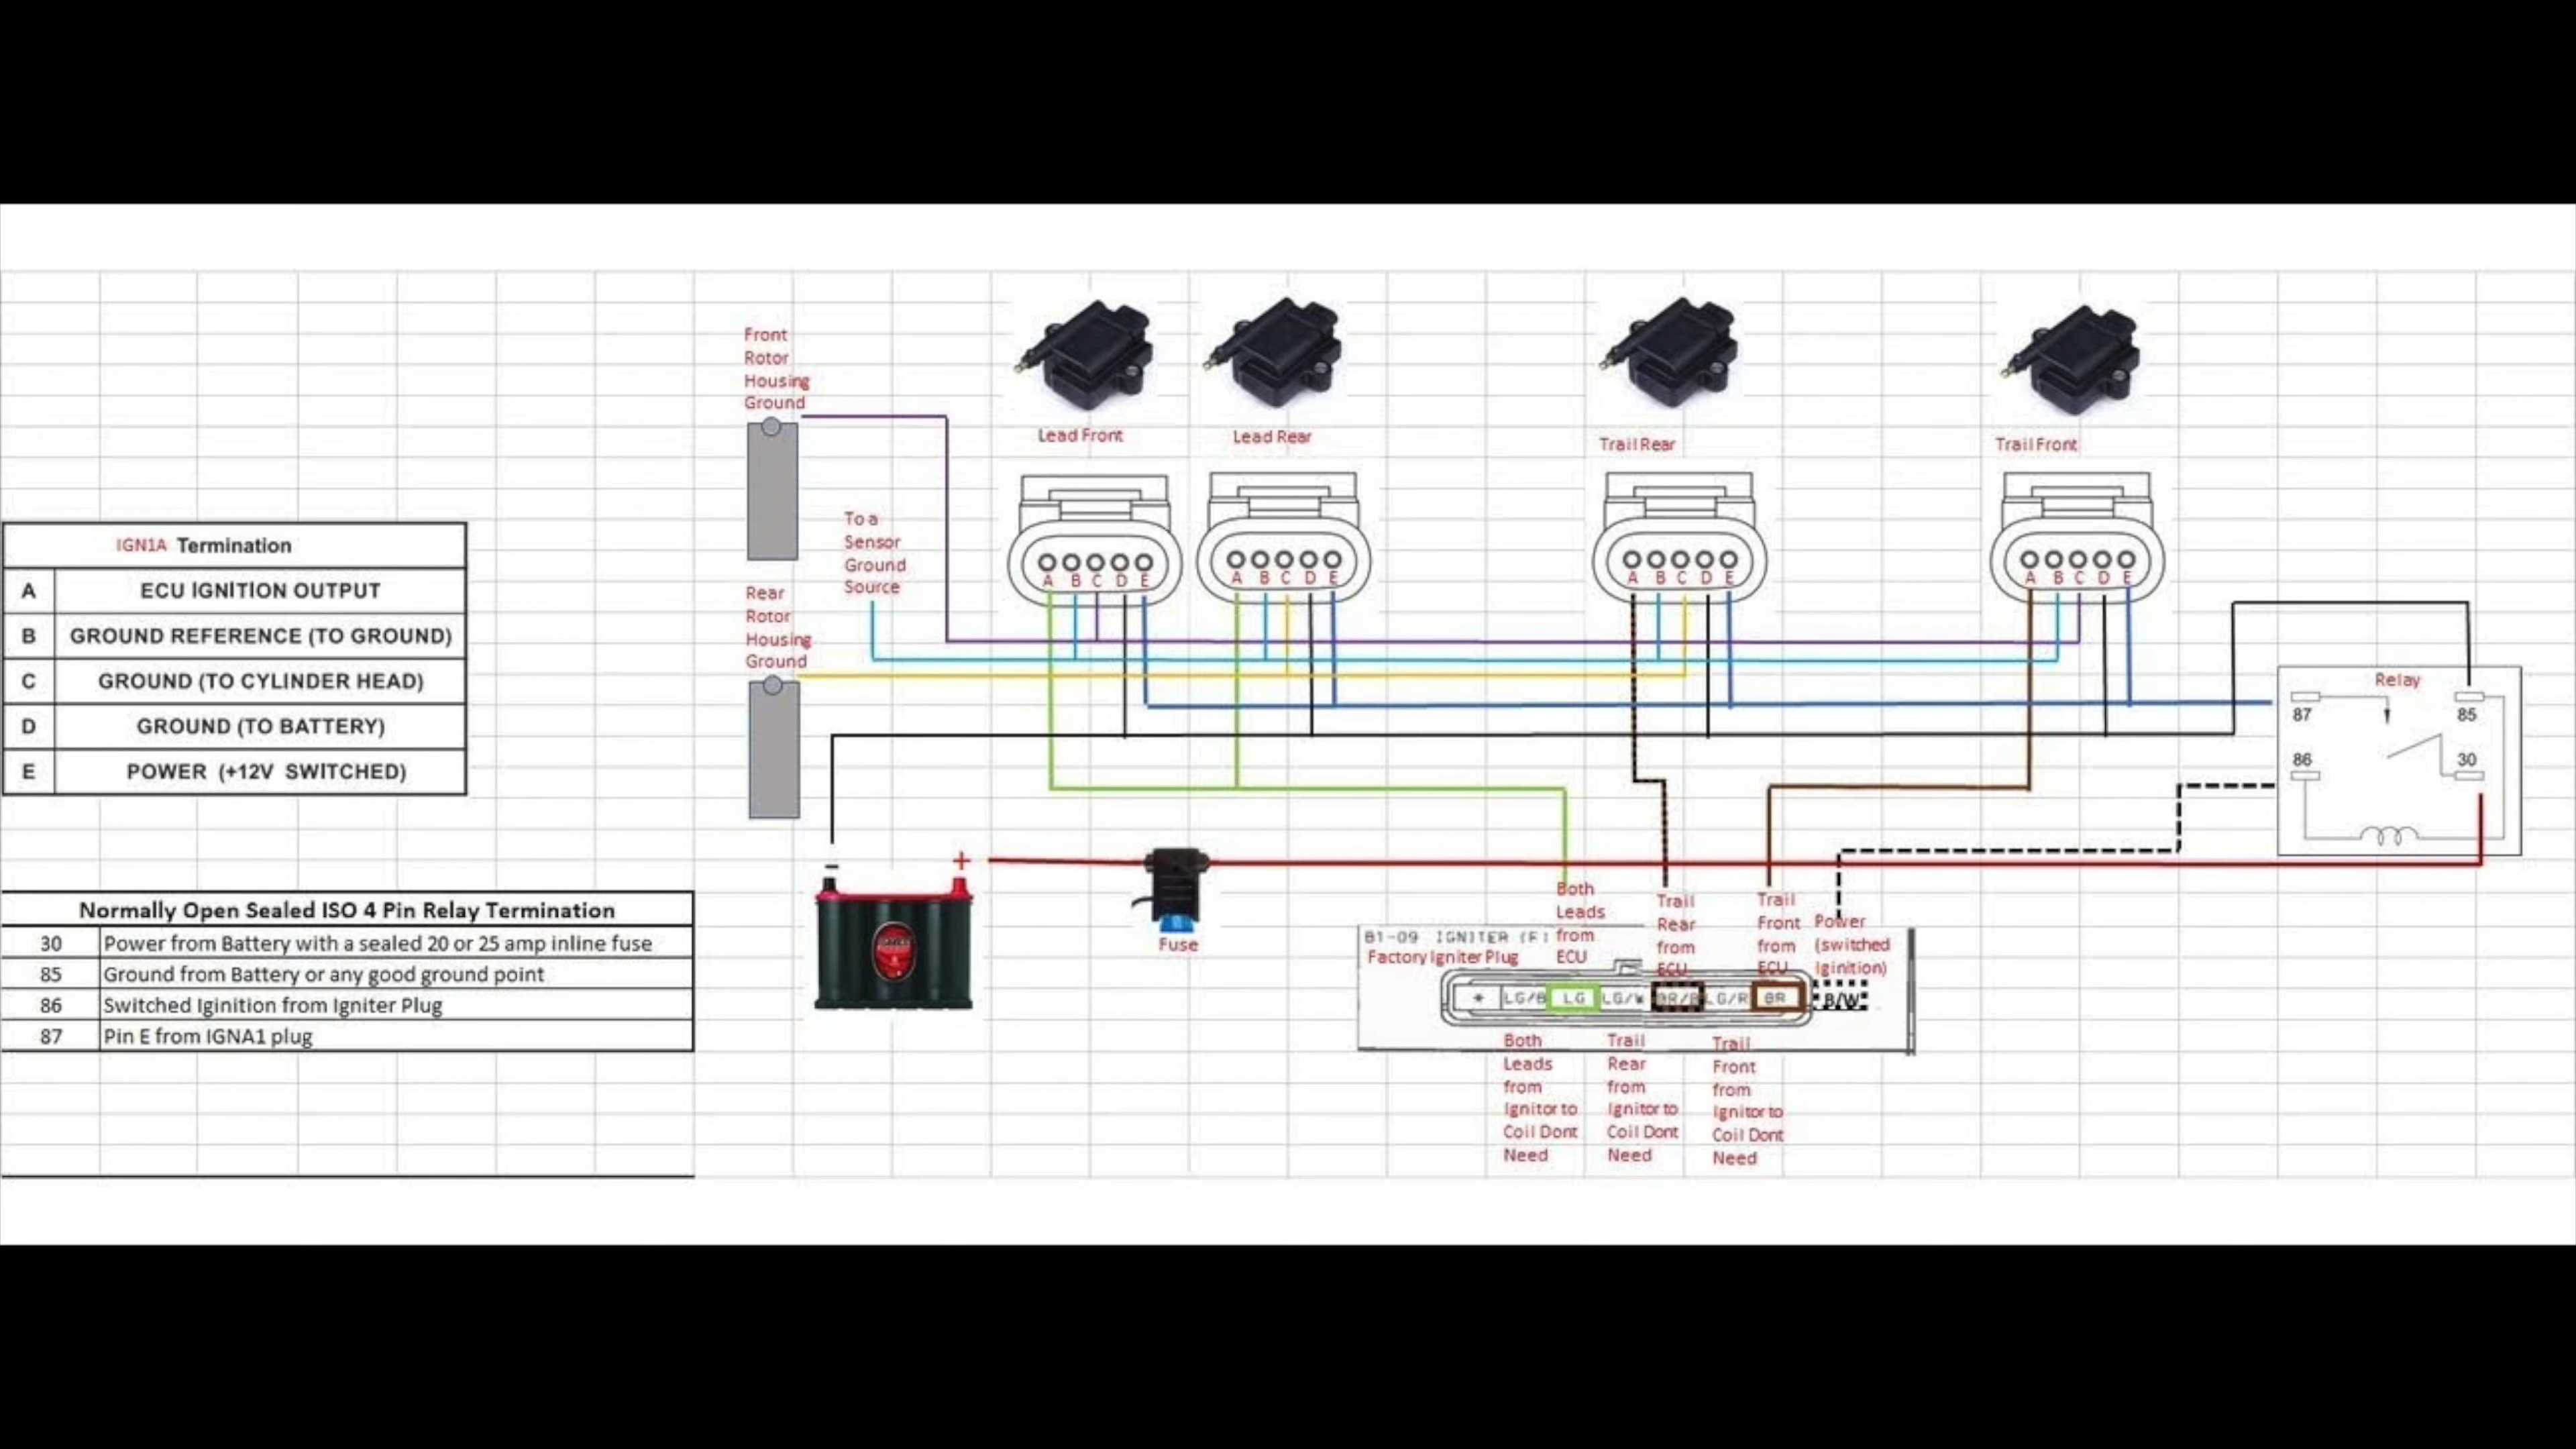 Front
Rotor
Housing
Ground
Lead Front
Lead Rear
Trail Rear
Trail Front
To a
Sensor
Ground
Source
Rear
Rotor
Housing
Ground
A B C D E
A B C D E
A B C D E
A B C D E
IGN1A Termination
A ECU IGNITION OUTPUT
B GROUND REFERENCE (TO GROUND)
C GROUND (TO CYLINDER HEAD)
D GROUND (TO BATTERY)
E POWER (+12V SWITCHED)
Relay
87 85
86 30
- +
Fuse
Normally Open Sealed ISO 4 Pin Relay Termination
30 Power from Battery with a sealed 20 or 25 amp inline fuse
85 Ground from Battery or any good ground point
86 Switched Iginition from Igniter Plug
87 Pin E from IGNA1 plug
Both
Leads
from
ECU
Trail
Rear
from
ECU
Trail
Front
from
ECU
Power
(switched
Iginition)
B1-09 IGNITER (F)
Factory Igniter Plug
* LG/B LG LG/W BR/B LG/R BR B/W
Both
Leads
from
Ignitor to
Coil Dont
Need
Trail
Rear
from
Ignitor to
Coil Dont
Need
Trail
Front
from
Ignitor to
Coil Dont
Need